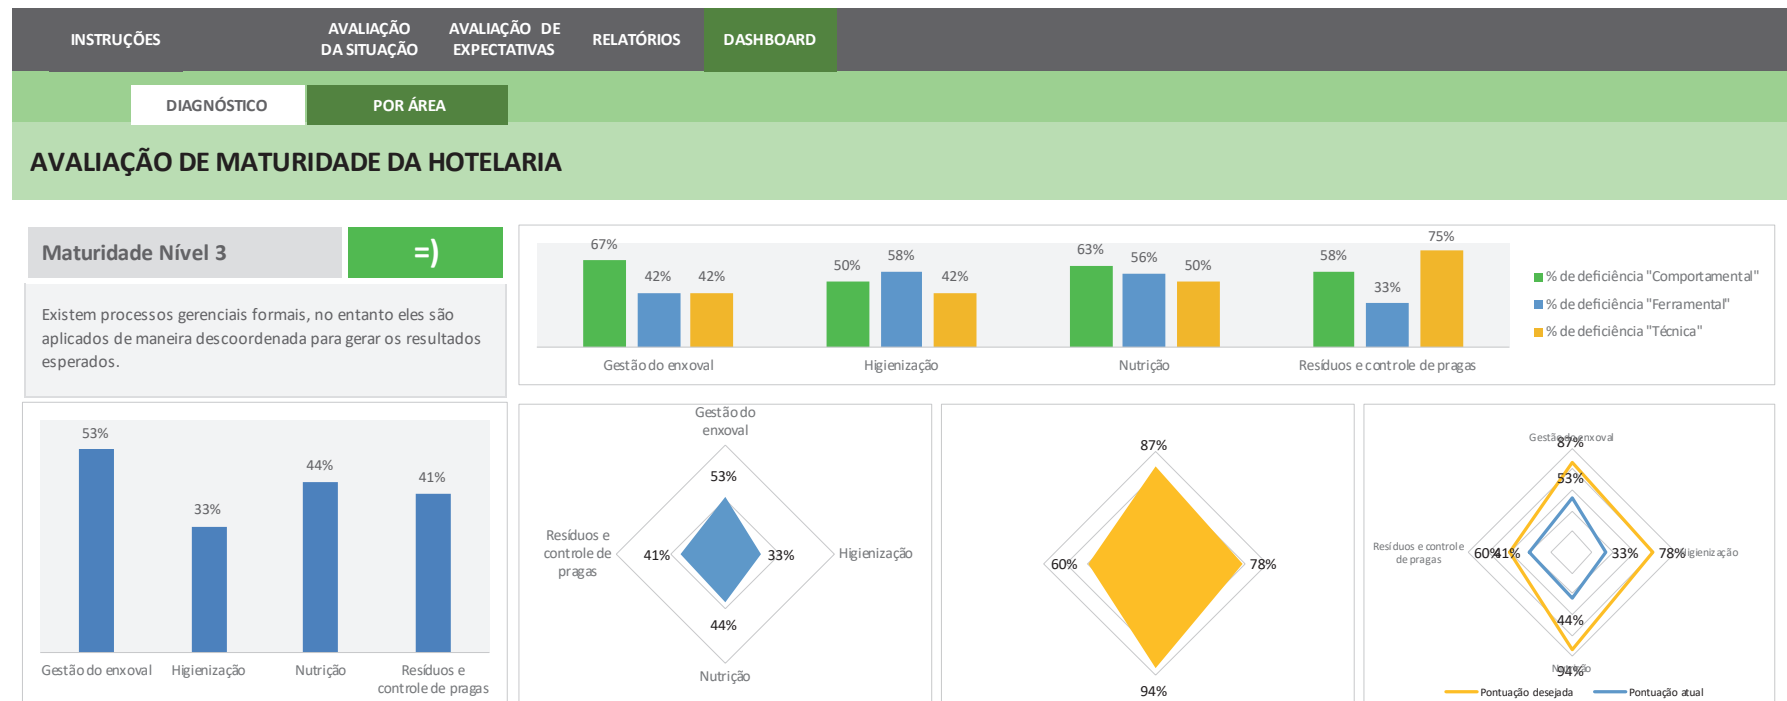 INSTRUÇÕES
AVALIAÇÃO
DA SITUAÇÃO
AVALIAÇÃO DE
EXPECTATIVAS
RELATÓRIOS
DASHBOARD
DIAGNÓSTICO
POR ÁREA
AVALIAÇÃO DE MATURIDADE DA HOTELARIA
Maturidade Nível 3
=)
Existem processos gerenciais formais, no entanto eles são
aplicados de maneira descoordenada para gerar os resultados
esperados.
67%
42%
42%
50%
58%
42%
63%
56%
50%
58%
33%
75%
Gestão do enxoval
Higienização
Nutrição
Resíduos e controle de pragas
% de deficiência "Comportamental"
% de deficiência "Ferramental"
% de deficiência "Técnica"
53%
33%
44%
41%
Gestão do enxoval
Higienização
Nutrição
Resíduos e
controle de pragas
Gestão do
enxoval
53%
Resíduos e
controle de
pragas
41%
33%
Higienização
44%
Nutrição
87%
60%
78%
94%
Gestão do enxoval
87%
53%
Resíduos e controle
de pragas
60%
41%
33%
78%
Higienização
44%
Nutrição
94%
Pontuação desejada
Pontuação atual